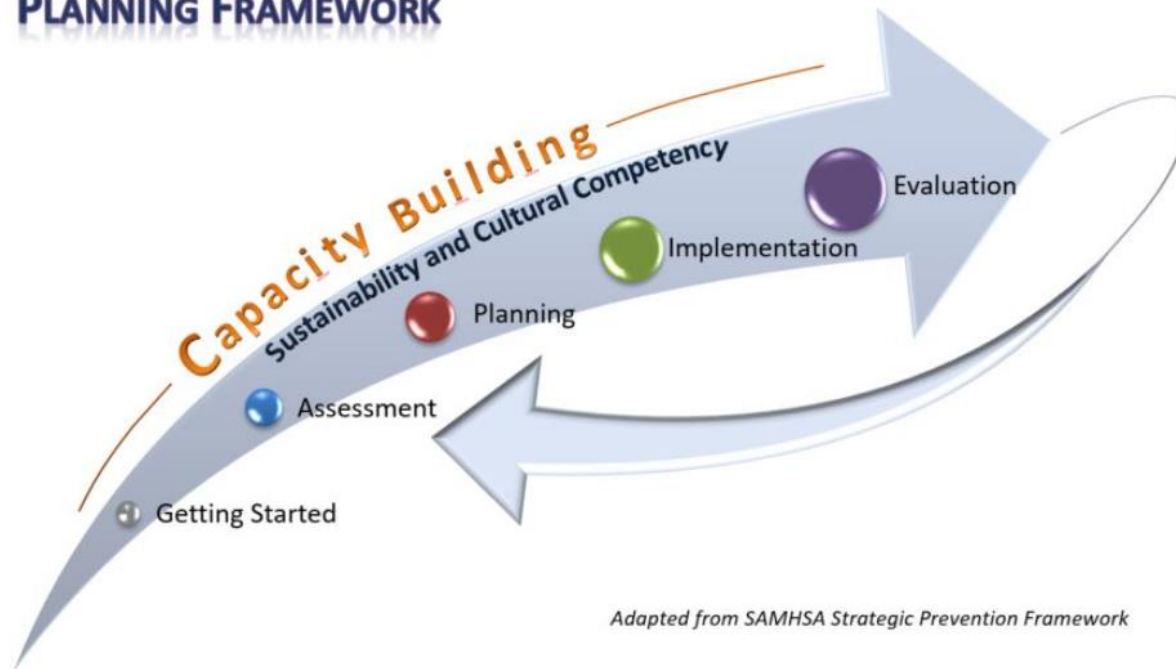 PLANNING FRAMEWORK
Capacity Building
Sustainability and Cultural Competency
Evaluation
Implementation
Planning
Assessment
Getting Started
Adapted from SAMHSA Strategic Prevention Framework